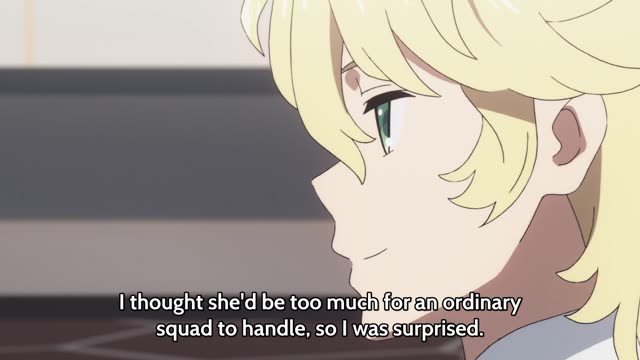 I thought she'd be too much for an ordinary
squad to handle, so I was surprised.